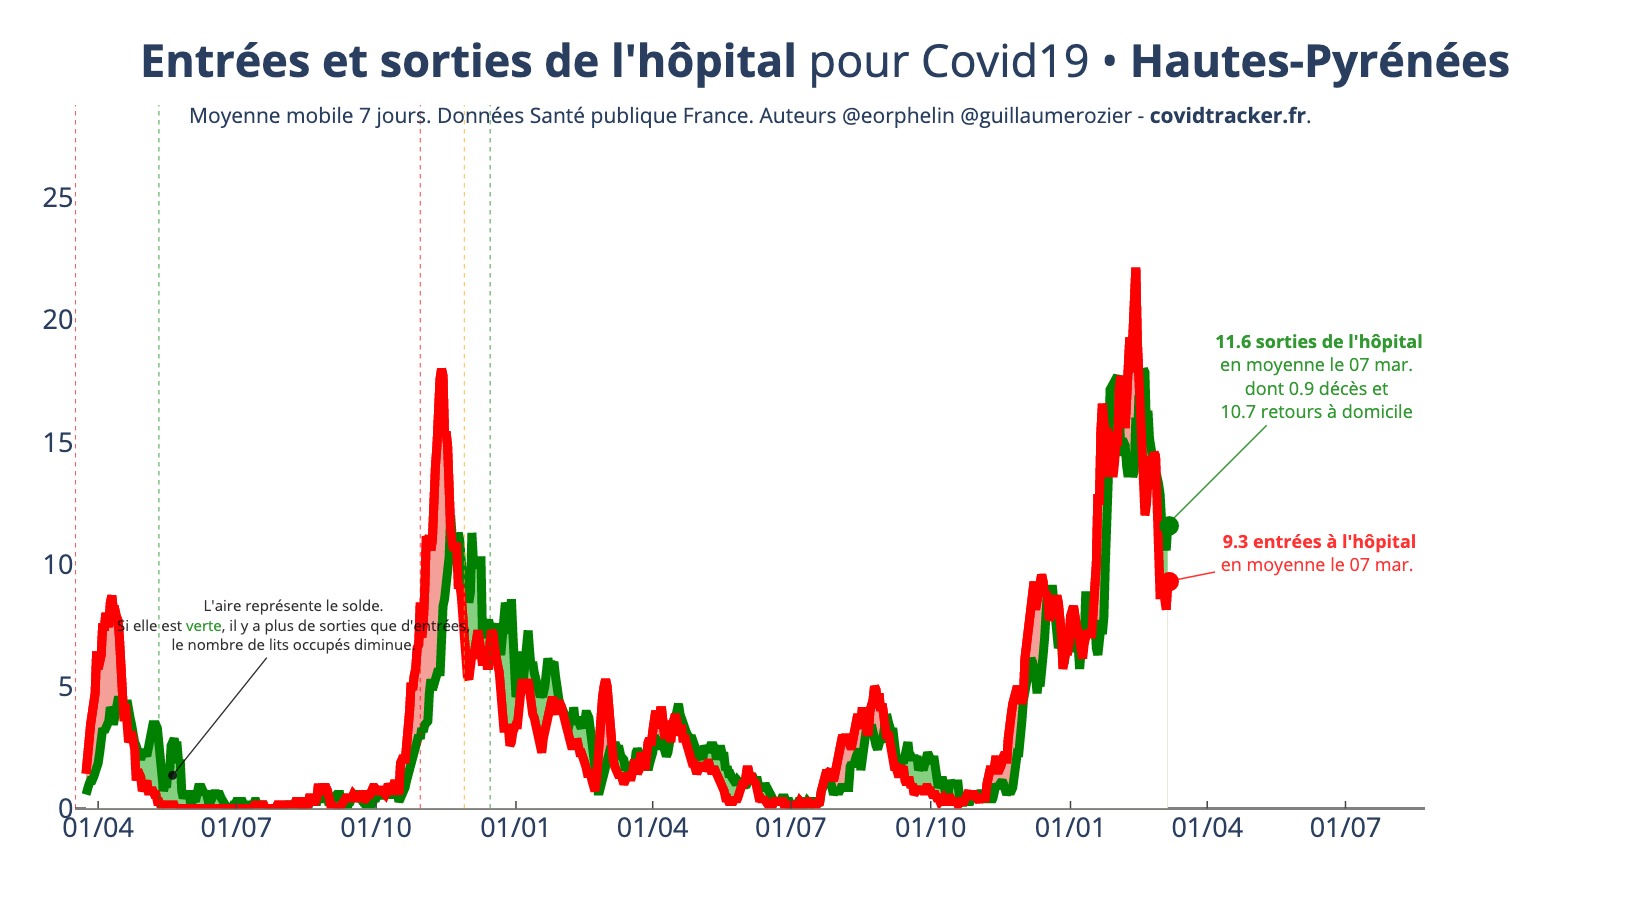 Entrées et sorties de l'hôpital pour Covid19 • Hautes-Pyrénées
Moyenne mobile 7 jours. Données Santé publique France. Auteurs @eorphelin @guillaumerozier - covidtracker.fr.
25
20
15
10
5
0
11.6 sorties de l'hôpital
en moyenne le 07 mar.
dont 0.9 décès et
10.7 retours à domicile
9.3 entrées à l'hôpital
en moyenne le 07 mar.
L'aire représente le solde.
Si elle est verte, il y a plus de sorties que d'entrées,
le nombre de lits occupés diminue.
01/04 01/07 01/10 01/01 01/04 01/07 01/10 01/01 01/04 01/07